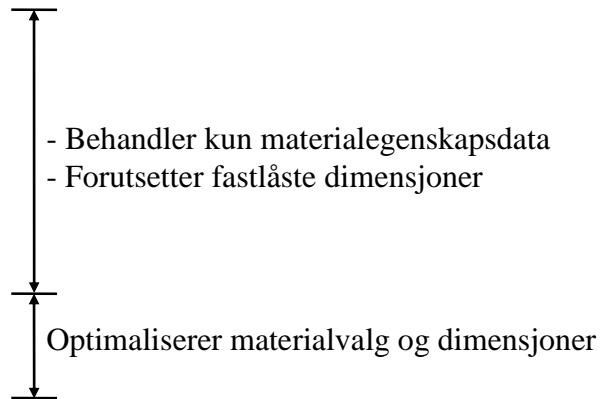 - Behandler kun materialegenskapsdata
- Forutsetter fastlåste dimensjoner
Optimaliserer materialvalg og dimensjoner